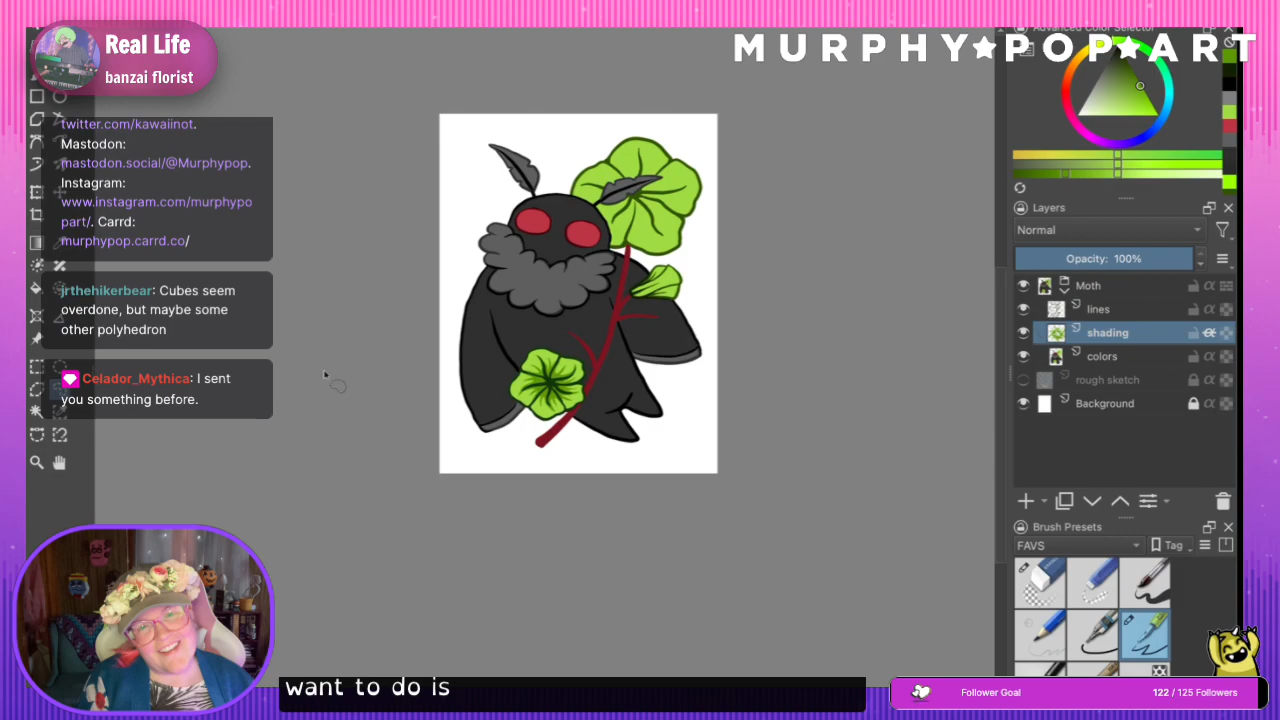 Real Life
banzai florist
MURPHY★POP★ART
Advanced Color Selector
twitter.com/kawaiinot.
Mastodon:
mastodon.social/@Murphypop.
Instagram:
www.instagram.com/murphypo
part/. Carrd:
murphypop.carrd.co/
jrthehikerbear: Cubes seem
overdone, but maybe some
other polyhedron
Celador_Mythica: I sent
you something before.
Layers
Normal
Opacity: 100%
Moth
lines
shading
colors
rough sketch
Background
Brush Presets
FAVS
Tag
want to do is
Follower Goal
122 / 125 Followers